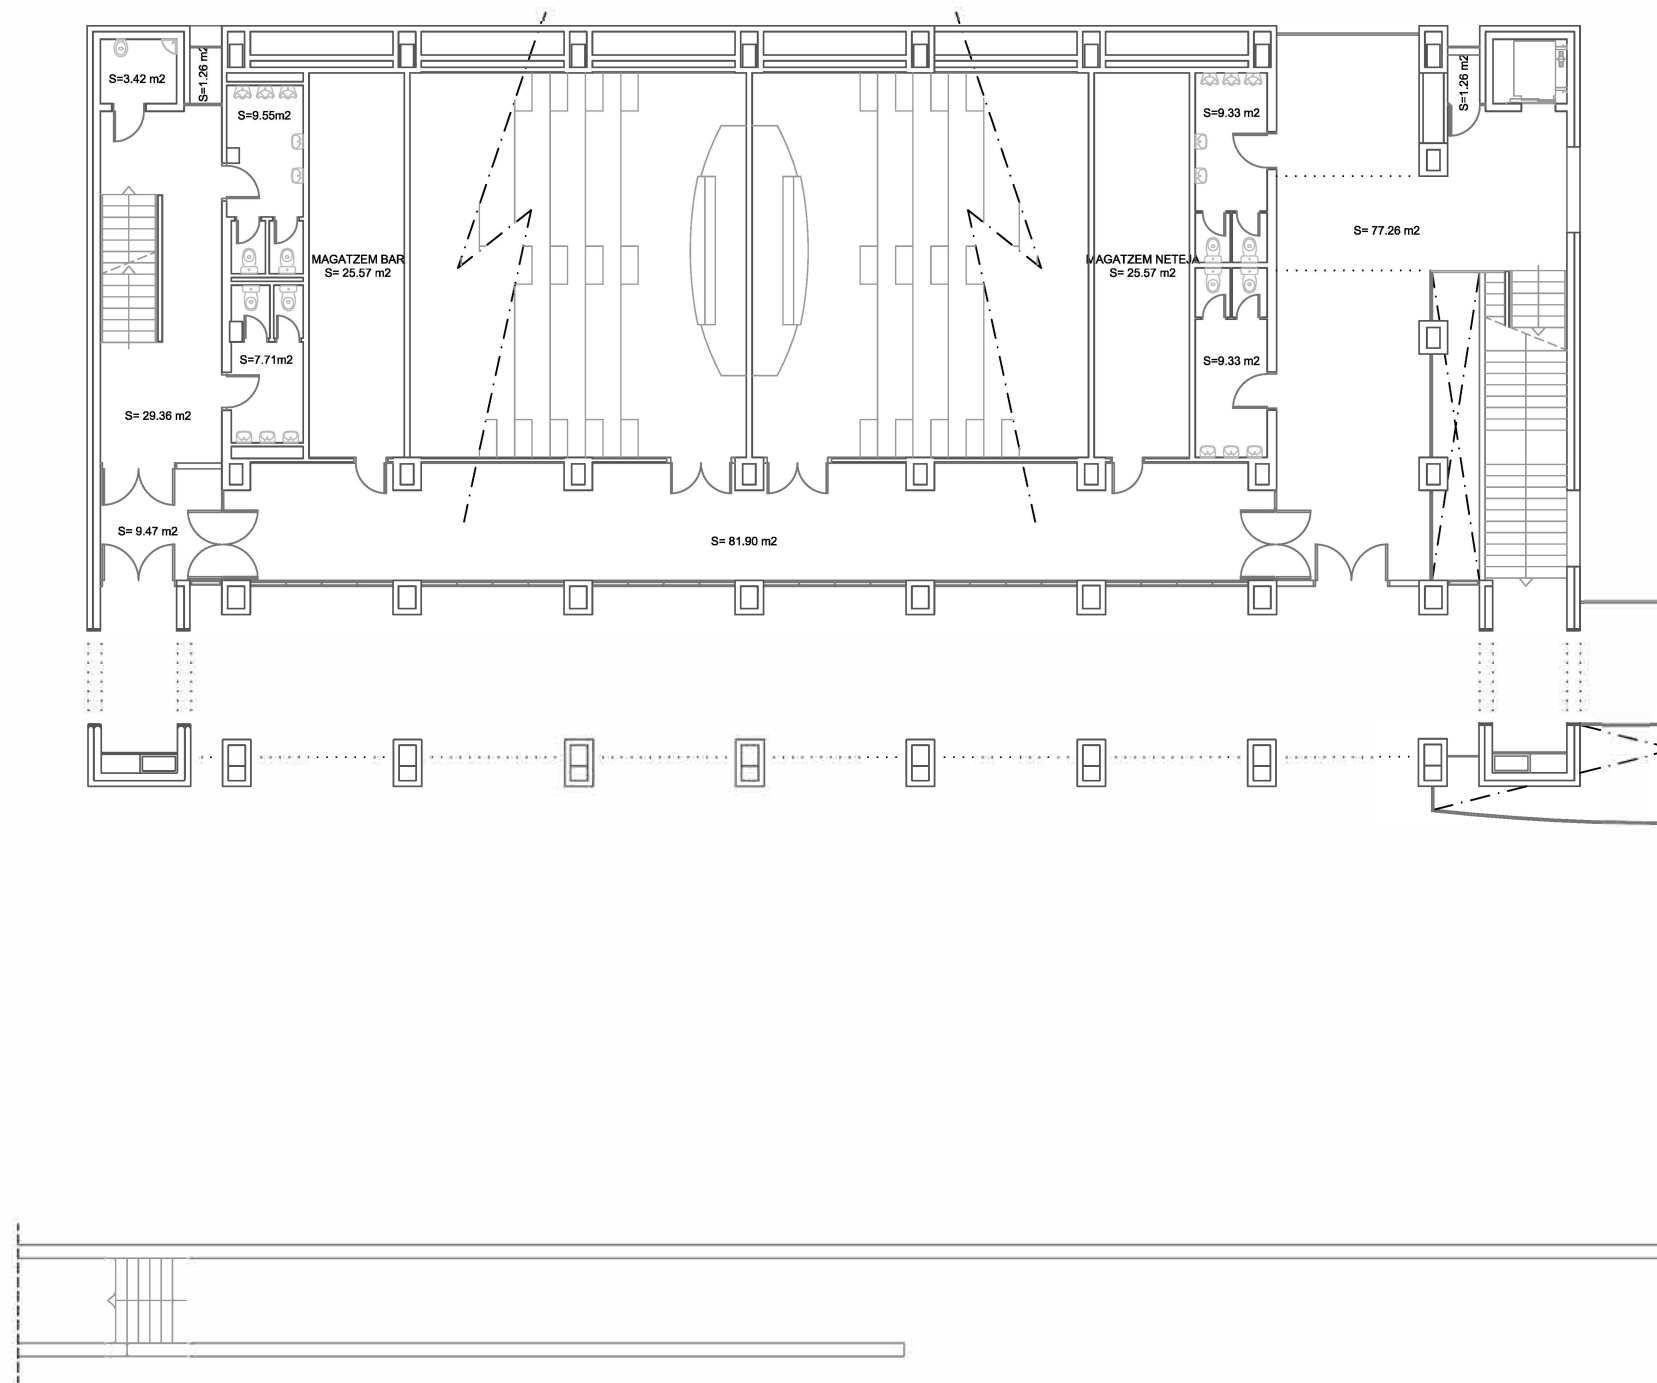 S=3.42 m2
S=1.26 m2
S=9.55m2
S=9.33 m2
S=1.26 m2
S= 77.26 m2
MAGATZEM BAR
S= 25.57 m2
MAGATZEM NETEJA
S= 25.57 m2
S=7.71m2
S=9.33 m2
S= 29.36 m2
S= 9.47 m2
S= 81.90 m2